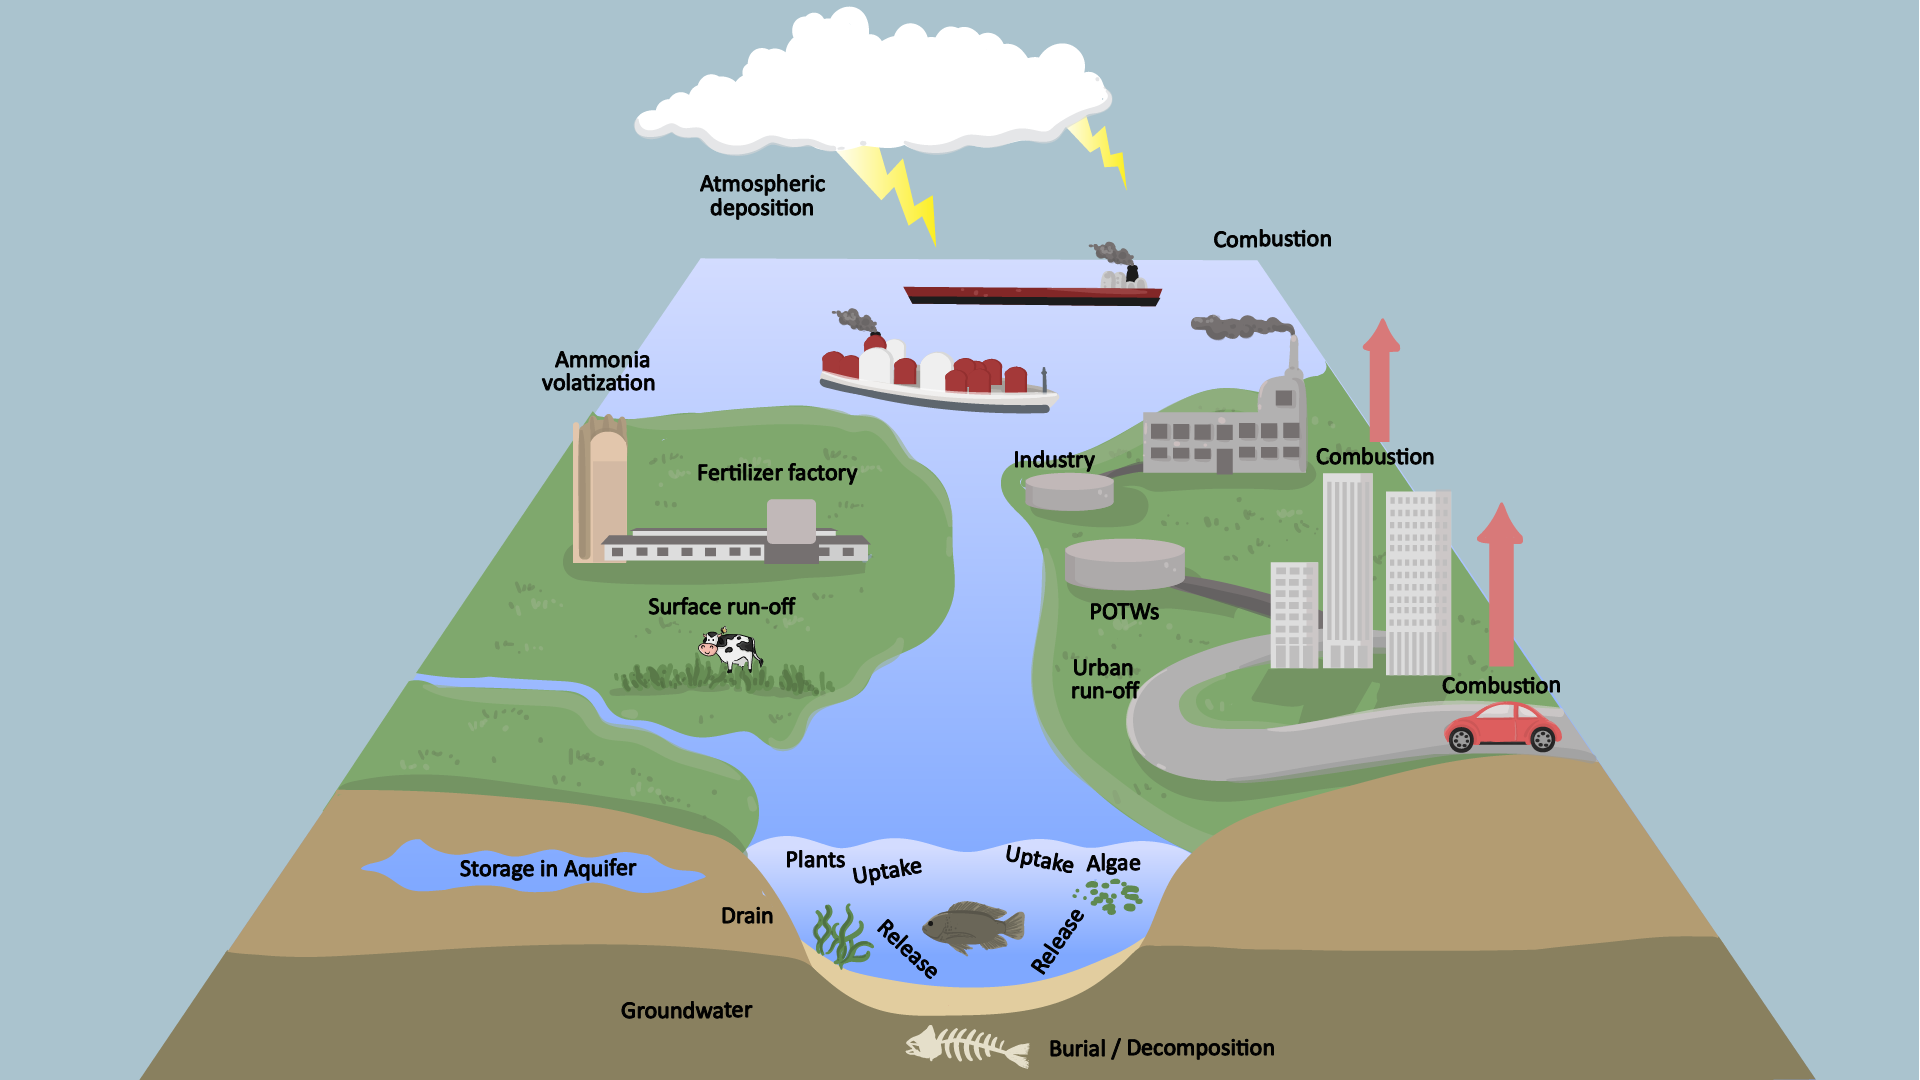 Atmospheric
deposition
Combustion
Ammonia
volatization
Fertilizer factory
Industry
Combustion
Surface run-off
POTWs
Urban
run-off
Combustion
Plants
Uptake
Uptake
Algae
Storage in Aquifer
Drain
Release
Release
Groundwater
Burial / Decomposition